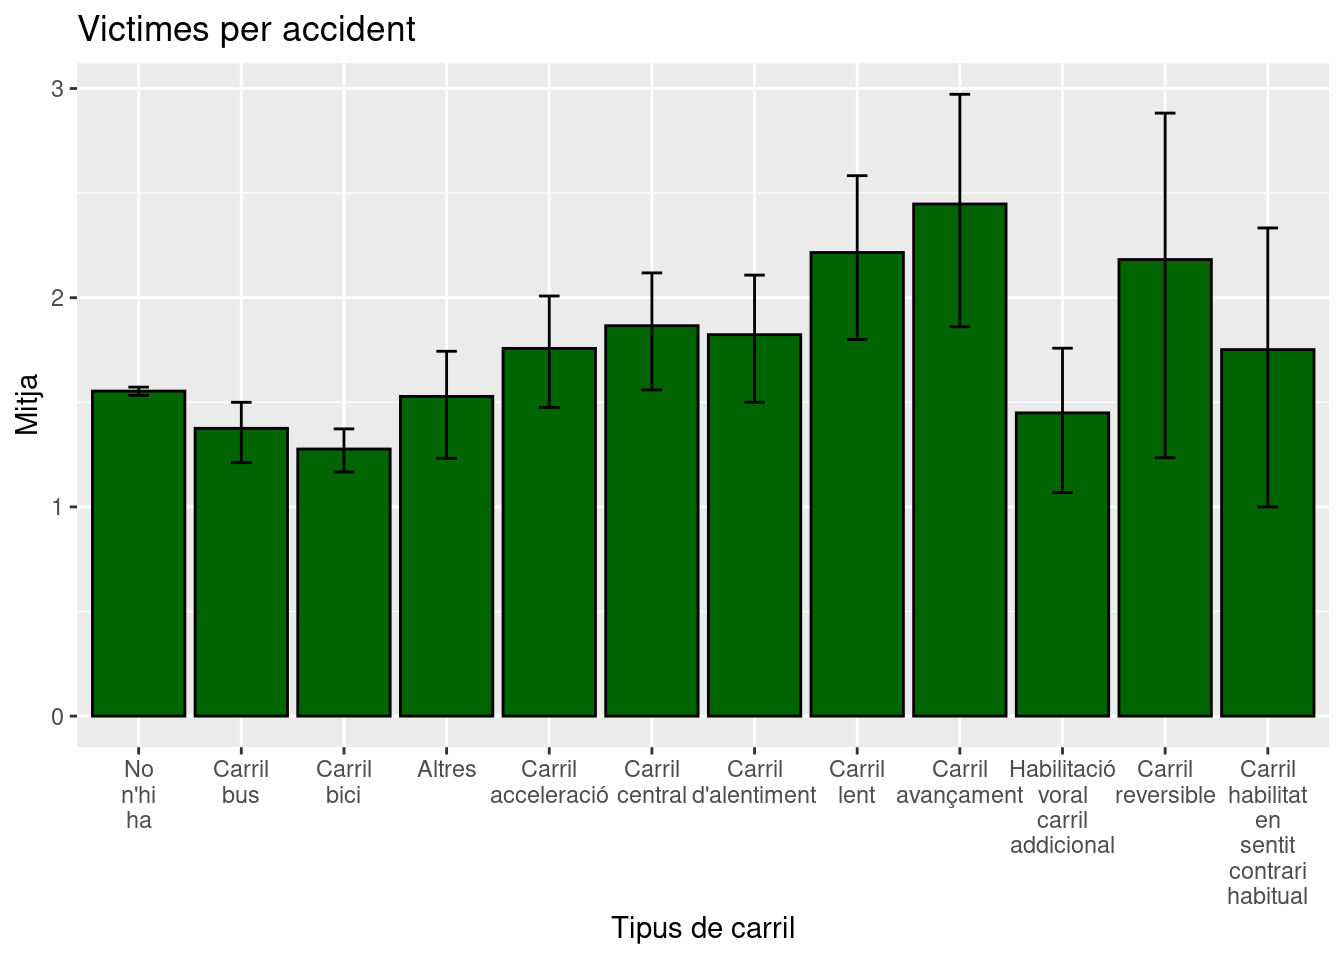 Victimes per accident
Mitja
3
2
1
0
No
n'hi
ha
Carril
bus
Carril
bici
Altres
Carril
acceleració
Carril
central
Carril
d'alentiment
Carril
lent
Carril
avançament
Habilitació
voral
carril
addicional
Carril
reversible
Carril
habilitat
en
sentit
contrari
habitual
Tipus de carril